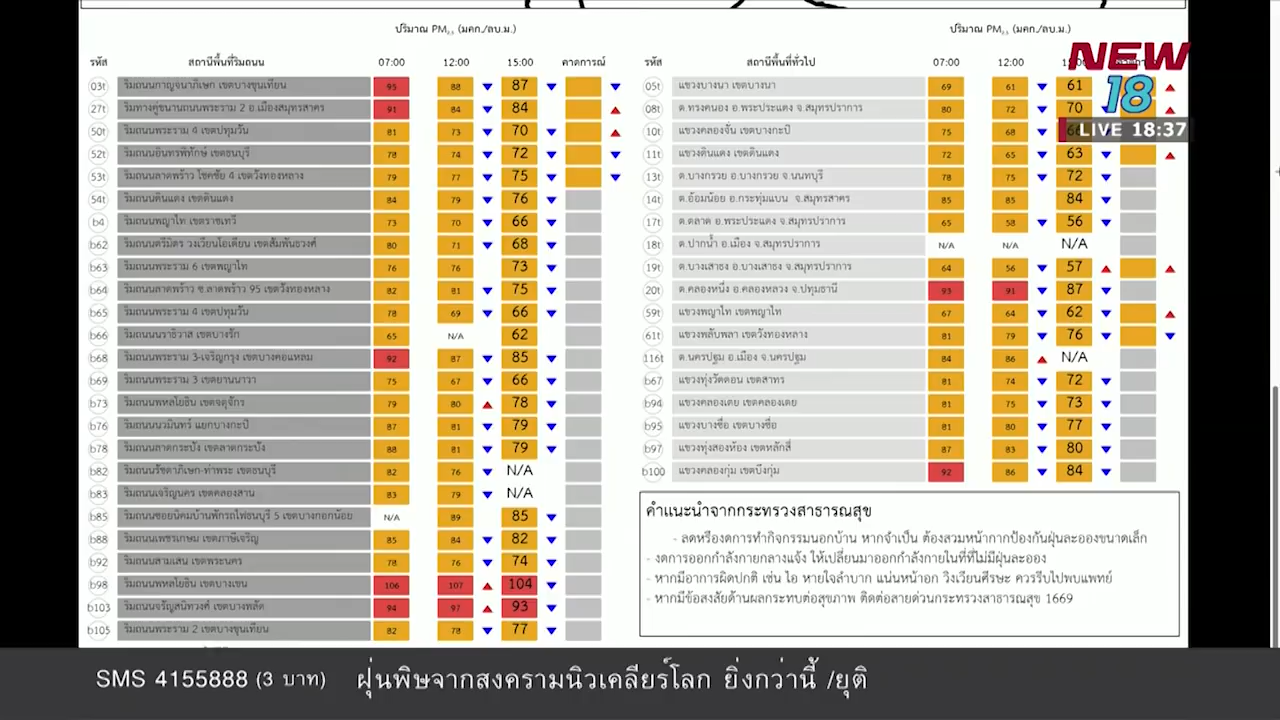 ปริมาณ PM2.5 (มคก./ลบ.ม.)
รหัส สถานีพื้นที่ริมถนน 07:00 12:00 15:00 คาดการณ์
03t ริมถนนกาญจนาภิเษก เขตบางขุนเทียน 95 88 87
27t ริมทางคู่ขนานถนนพระราม 2 อ.เมืองสมุทรสาคร 91 84 84
50t ริมถนนพระราม 4 เขตปทุมวัน 81 73 70
52t ริมถนนอินทรพิทักษ์ เขตธนบุรี 78 74 72
53t ริมถนนลาดพร้าว โชคชัย 4 เขตวังทองหลาง 79 77 75
54t ริมถนนดินแดง เขตดินแดง 84 79 76
b4 ริมถนนพญาไท เขตราชเทวี 73 70 66
b62 ริมถนนตรีมิตร วงเวียนโอเดียน เขตสัมพันธวงศ์ 80 71 68
b63 ริมถนนพระราม 6 เขตพญาไท 76 76 73
b64 ริมถนนลาดพร้าว ซ.ลาดพร้าว 95 เขตวังทองหลาง 82 81 75
b65 ริมถนนพระราม 4 เขตปทุมวัน 78 69 66
b66 ริมถนนนราธิวาส เขตบางรัก 65 N/A 62
b68 ริมถนนพระราม 3-เจริญกรุง เขตบางคอแหลม 92 87 85
b69 ริมถนนพระราม 3 เขตยานนาวา 75 67 66
b73 ริมถนนพหลโยธิน เขตจตุจักร 79 80 78
b76 ริมถนนนวมินทร์ แยกบางกะปิ 87 81 79
b78 ริมถนนลาดกระบัง เขตลาดกระบัง 88 81 79
b82 ริมถนนรัชดาภิเษก-ท่าพระ เขตธนบุรี 82 76 N/A
b83 ริมถนนเจริญนคร เขตคลองสาน 83 79 N/A
b85 ริมถนนซอยนิคมบ้านพักรถไฟธนบุรี 5 เขตบางกอกน้อย N/A 89 85
b88 ริมถนนเพชรเกษม เขตภาษีเจริญ 85 84 82
b92 ริมถนนสามเสน เขตพระนคร 78 76 74
b98 ริมถนนพหลโยธิน เขตบางเขน 106 107 104
b103 ริมถนนจรัญสนิทวงศ์ เขตบางพลัด 94 97 93
b105 ริมถนนพระราม 2 เขตบางขุนเทียน 82 78 77
ปริมาณ PM2.5 (มคก./ลบ.ม.)
รหัส สถานีพื้นที่ทั่วไป 07:00 12:00
05t แขวงบางนา เขตบางนา 69 61 61
08t ต.ทรงคนอง อ.พระประแดง จ.สมุทรปราการ 80 72 70
10t แขวงคลองจั่น เขตบางกะปิ 75 68
11t แขวงดินแดง เขตดินแดง 72 65 63
13t ต.บางกรวย อ.บางกรวย จ.นนทบุรี 78 75 72
14t ต.อ้อมน้อย อ.กระทุ่มแบน จ.สมุทรสาคร 85 85 84
17t ต.ตลาด อ.พระประแดง จ.สมุทรปราการ 65 58 56
18t ต.ปากน้ำ อ.เมือง จ.สมุทรปราการ N/A N/A N/A
19t ต.บางเสาธง อ.บางเสาธง จ.สมุทรปราการ 64 56 57
20t ต.คลองหนึ่ง อ.คลองหลวง จ.ปทุมธานี 93 91 87
59t แขวงพญาไท เขตพญาไท 67 64 62
61t แขวงพลับพลา เขตวังทองหลาง 81 79 76
116t ต.นครปฐม อ.เมือง จ.นครปฐม 84 86 N/A
b67 แขวงทุ่งวัดดอน เขตสาทร 81 74 72
b94 แขวงคลองเตย เขตคลองเตย 81 75 73
b95 แขวงบางซื่อ เขตบางซื่อ 81 80 77
b97 แขวงทุ่งสองห้อง เขตหลักสี่ 87 83 80
b100 แขวงคลองกุ่ม เขตบึงกุ่ม 92 86 84
NEW
18
LIVE 18:37
คำแนะนำจากกระทรวงสาธารณสุข
- ลดหรืองดการทำกิจกรรมนอกบ้าน หากจำเป็น ต้องสวมหน้ากากป้องกันฝุ่นละอองขนาดเล็ก
- งดการออกกำลังกายกลางแจ้ง ให้เปลี่ยนมาออกกำลังกายในที่ที่ไม่มีฝุ่นละออง
- หากมีอาการผิดปกติ เช่น ไอ หายใจลำบาก แน่นหน้าอก วิงเวียนศีรษะ ควรรีบไปพบแพทย์
- หากมีข้อสงสัยด้านผลกระทบต่อสุขภาพ ติดต่อสายด่วนกระทรวงสาธารณสุข 1669
SMS 4155888 (3 บาท) ฝุ่นพิษจากสงครามนิวเคลียร์โลก ยิ่งกว่านี้ /ยุติ